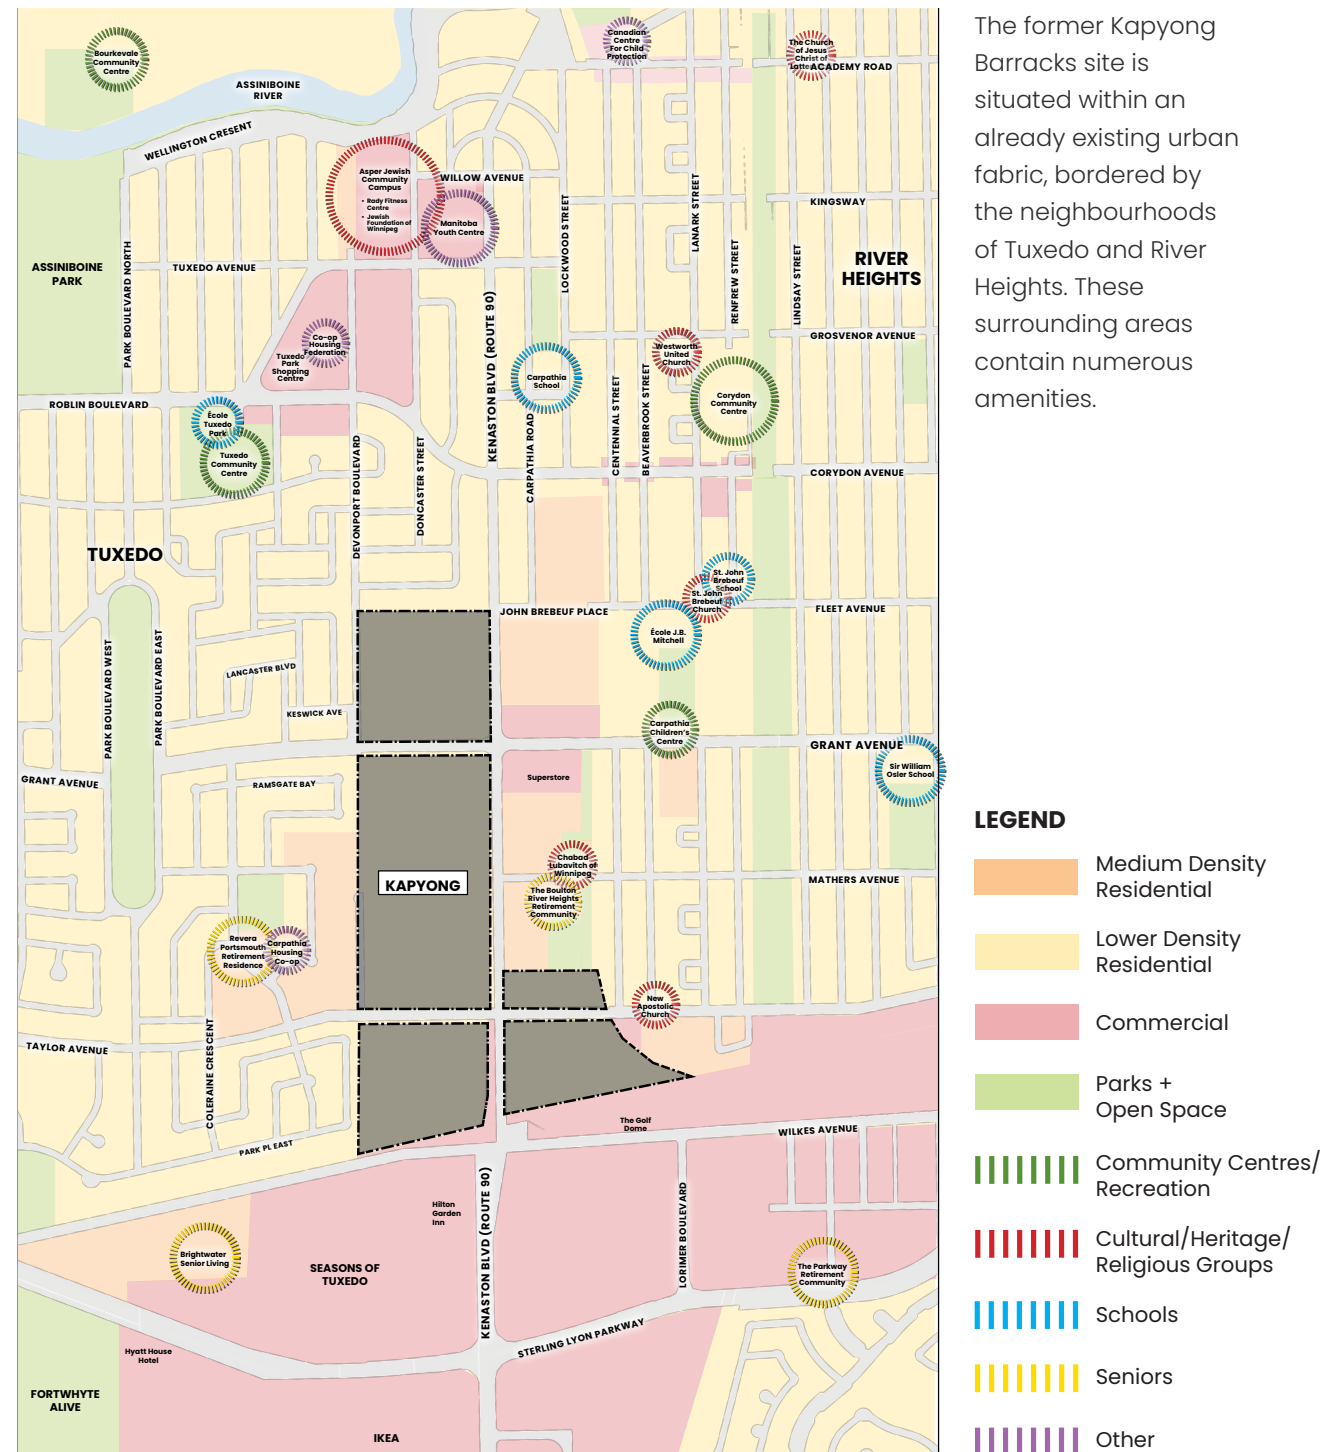 The former Kapyong
Barracks site is
situated within an
already existing urban
fabric, bordered by
the neighbourhoods
of Tuxedo and River
Heights. These
surrounding areas
contain numerous
amenities.
Bourkevale
Community
Centre
ASSINIBOINE
RIVER
WELLINGTON CRESENT
Canadian
Centre
For Child
Protection
The Church
of Jesus
Christ of
ACADEMY ROAD
Asper Jewish
Community
Campus
• Rady Fitness
Centre
• Jewish
Foundation of
Winnipeg
WILLOW AVENUE
Manitoba
Youth Centre
LOCKWOOD STREET
LANARK STREET
KINGSWAY
RENFREW STREET
LINDSAY STREET
RIVER
HEIGHTS
ASSINIBOINE
PARK
PARK BOULEVARD NORTH
TUXEDO AVENUE
KENASTON BLVD (ROUTE 90)
GROSVENOR AVENUE
Co-op
Housing
Federation
Tuxedo
Park
Shopping
Centre
Westworth
United
Church
Carpathia
School
Corydon
Community
Centre
ROBLIN BOULEVARD
École
Tuxedo
Park
Tuxedo
Community
Centre
DEVONPORT BOULEVARD
DONCASTER STREET
CARPATHIA ROAD
CENTENNIAL STREET
BEAVERBROOK STREET
CORYDON AVENUE
TUXEDO
St. John
Brebeuf
School
St. John
Brebeuf
Church
JOHN BREBEUF PLACE
FLEET AVENUE
École J.B.
Mitchell
PARK BOULEVARD WEST
PARK BOULEVARD EAST
LANCASTER BLVD
KESWICK AVE
Carpathia
Children's
Centre
GRANT AVENUE
Sir William
Osler School
GRANT AVENUE
RAMSGATE BAY
Superstore
KAPYONG
Chabad
Lubavitch of
Winnipeg
The Boulton
River Heights
Retirement
Community
MATHERS AVENUE
Revera
Portsmouth
Retirement
Residence
Carpathia
Housing
Co-op
New
Apostolic
Church
TAYLOR AVENUE
COLERAINE CRESCENT
PARK PL EAST
The Golf
Dome
WILKES AVENUE
Hilton
Garden
Inn
KENASTON BLVD (ROUTE 90)
LORIMER BOULEVARD
Brightwater
Senior Living
SEASONS OF
TUXEDO
The Parkway
Retirement
Community
STERLING LYON PARKWAY
Hyatt House
Hotel
FORTWHYTE
ALIVE
IKEA
LEGEND
Medium Density
Residential
Lower Density
Residential
Commercial
Parks +
Open Space
Community Centres/
Recreation
Cultural/Heritage/
Religious Groups
Schools
Seniors
Other